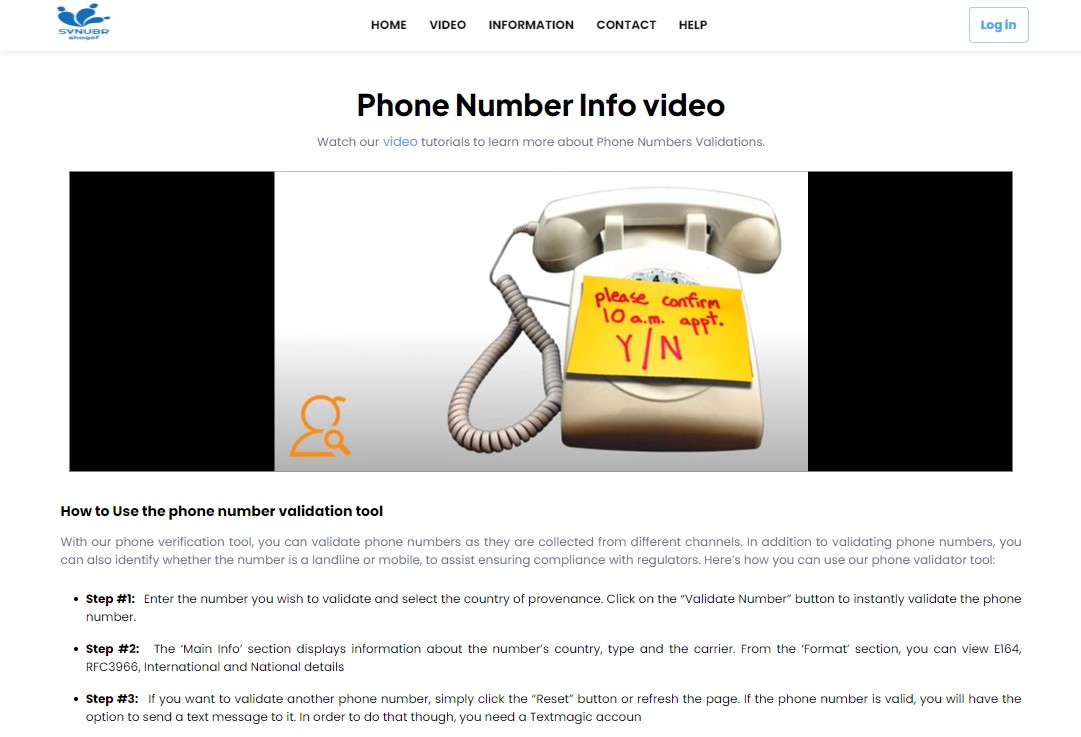 SVNUBR
shogof
HOME VIDEO INFORMATION CONTACT HELP
Log in
Phone Number Info video
Watch our video tutorials to learn more about Phone Numbers Validations.
4 3
please confirm
10 a.m. appt.
Y/N
How to Use the phone number validation tool
With our phone verification tool, you can validate phone numbers as they are collected from different channels. In addition to validating phone numbers, you
can also identify whether the number is a landline or mobile, to assist ensuring compliance with regulators. Here’s how you can use our phone validator tool:
Step #1: Enter the number you wish to validate and select the country of provenance. Click on the “Validate Number” button to instantly validate the phone
number.
Step #2: The ‘Main Info’ section displays information about the number’s country, type and the carrier. From the ‘Format’ section, you can view E164,
RFC3966, International and National details
Step #3: If you want to validate another phone number, simply click the “Reset” button or refresh the page. If the phone number is valid, you will have the
option to send a text message to it. In order to do that though, you need a Textmagic accoun